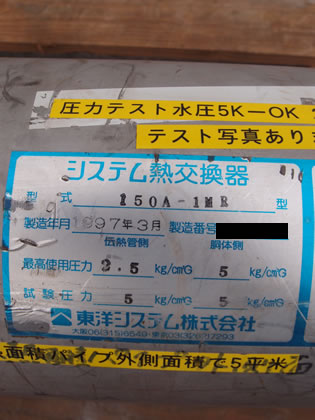 圧力テスト水圧5K－OK
テスト写真あり
システム熱交換器
型式 150A-1MR 型
製造年月 1997年3月 製造番号
伝熱管側 胴体側
最高使用圧力 3.5 kg/cm²G 5 kg/cm²G
試験圧力 5 kg/cm²G 5 kg/cm²G
東洋システム株式会社
面積パイプ外側面積で5平米